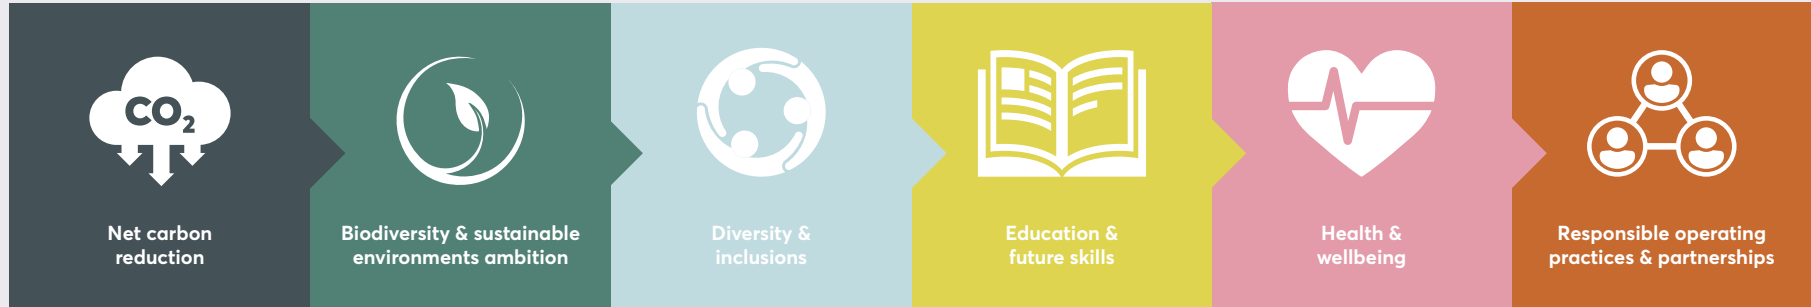 CO2
Net carbon
reduction
Biodiversity & sustainable
environments ambition
Diversity &
inclusions
Education &
future skills
Health &
wellbeing
Responsible operating
practices & partnerships